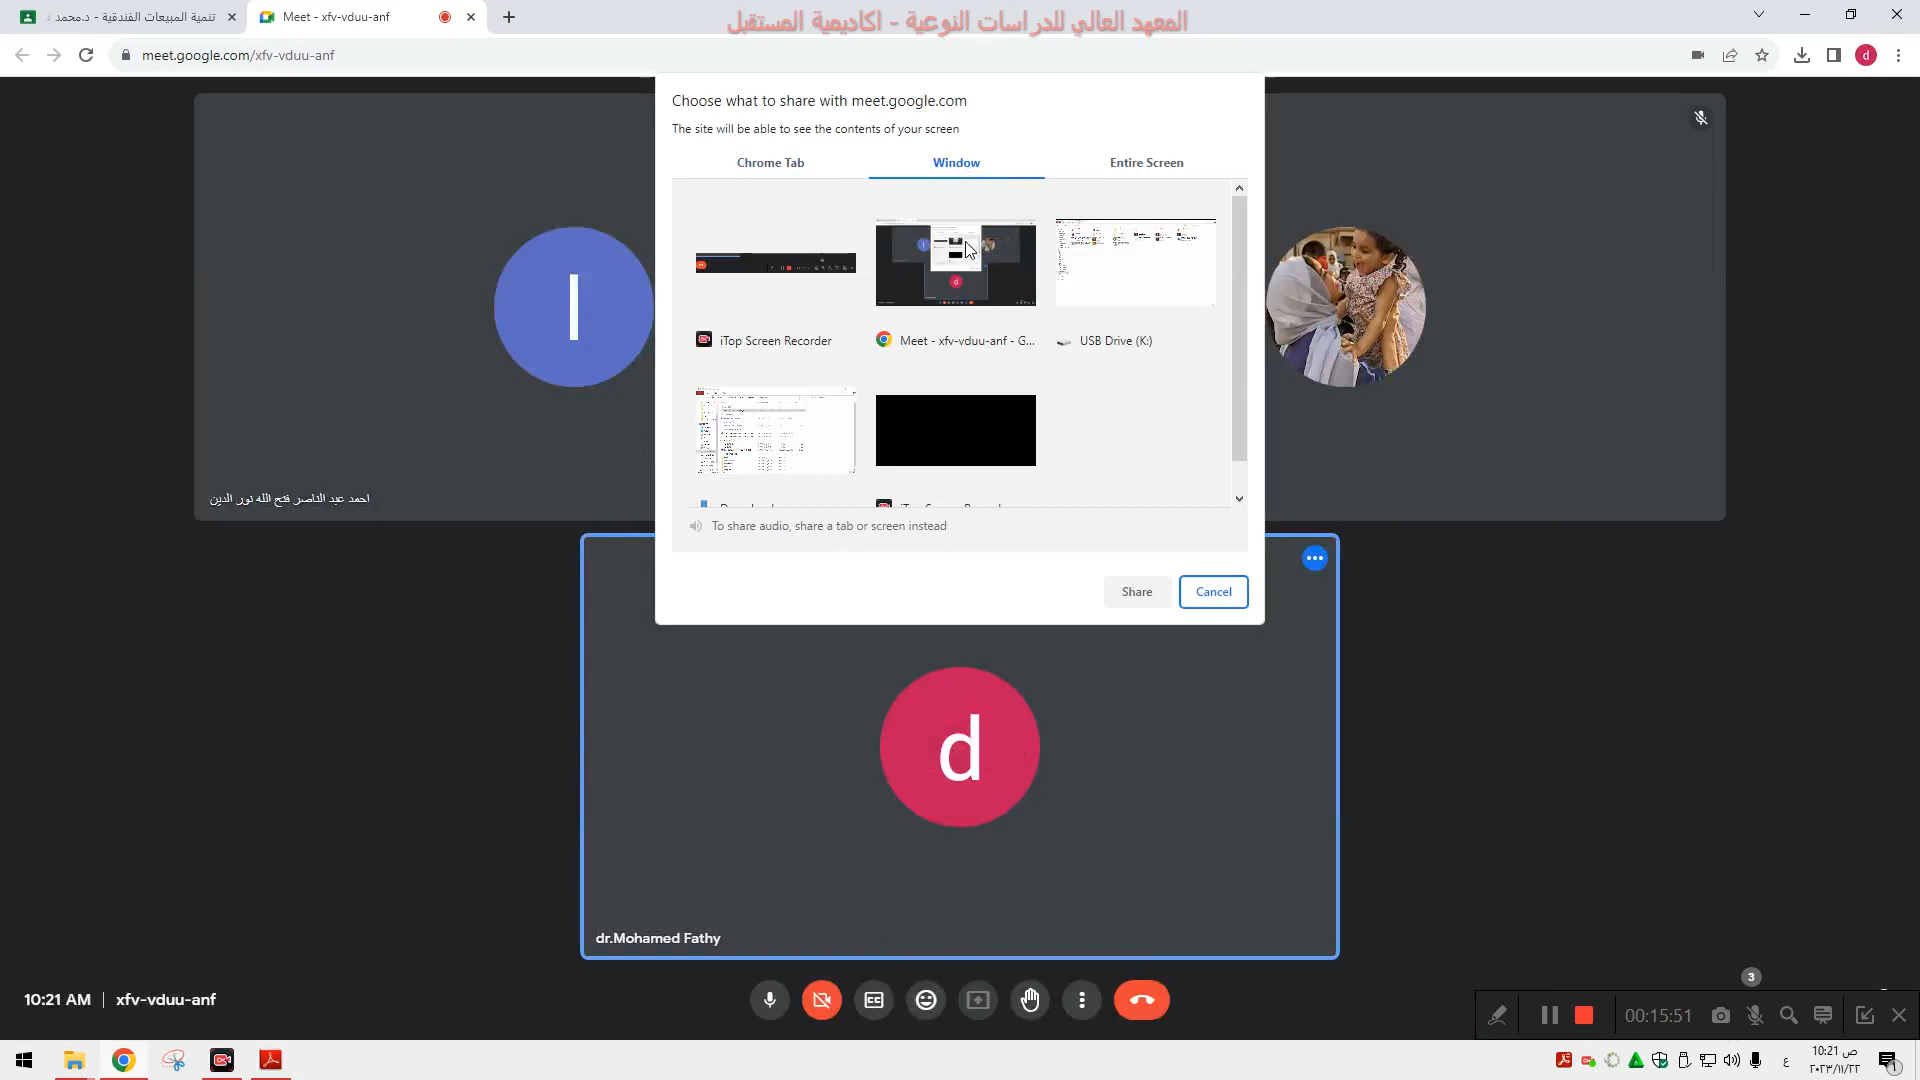 تنمية المبيعات الفندقية - د.محمد ف
Meet - xfv-vduu-anf
المعهد العالي للدراسات النوعية - اكاديمية المستقبل
meet.google.com/xfv-vduu-anf
d
Choose what to share with meet.google.com
The site will be able to see the contents of your screen
Chrome Tab
Window
Entire Screen
iTop Screen Recorder
Meet - xfv-vduu-anf - G...
USB Drive (K:)
To share audio, share a tab or screen instead
Share
Cancel
ا
احمد عبد الناصر فتح الله نور الدين
d
dr.Mohamed Fathy
10:21 AM | xfv-vduu-anf
3
00:15:51
ع
10:21 ص
٢٠٢٣/١١/٢٢
1